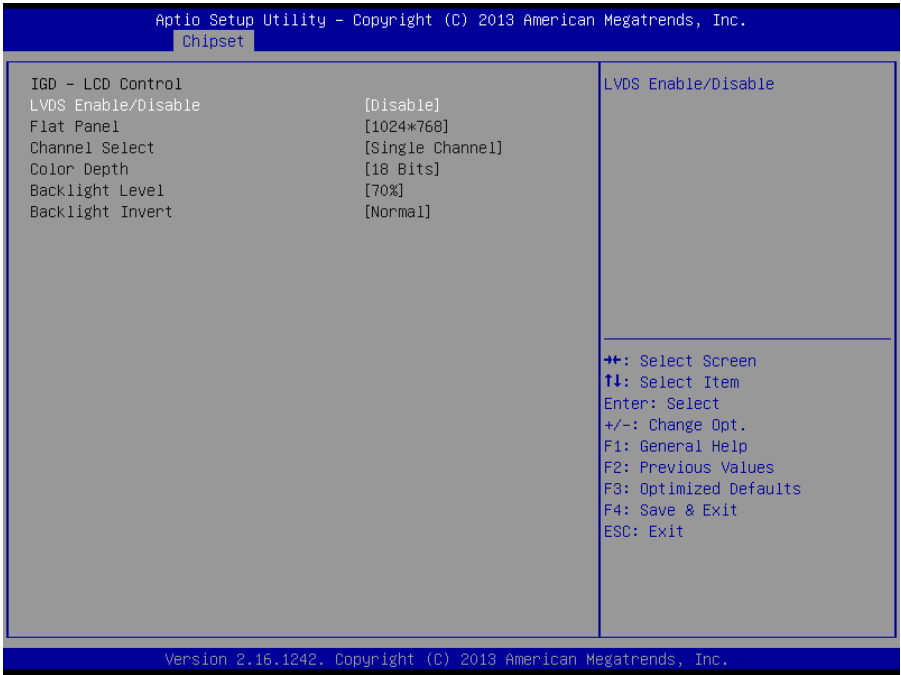 Aptio Setup Utility – Copyright (C) 2013 American Megatrends, Inc.
Chipset
IGD – LCD Control
LVDS Enable/Disable [Disable]
Flat Panel [1024*768]
Channel Select [Single Channel]
Color Depth [18 Bits]
Backlight Level [70%]
Backlight Invert [Normal]
LVDS Enable/Disable
→←: Select Screen
↑↓: Select Item
Enter: Select
+/–: Change Opt.
F1: General Help
F2: Previous Values
F3: Optimized Defaults
F4: Save & Exit
ESC: Exit
Version 2.16.1242. Copyright (C) 2013 American Megatrends, Inc.